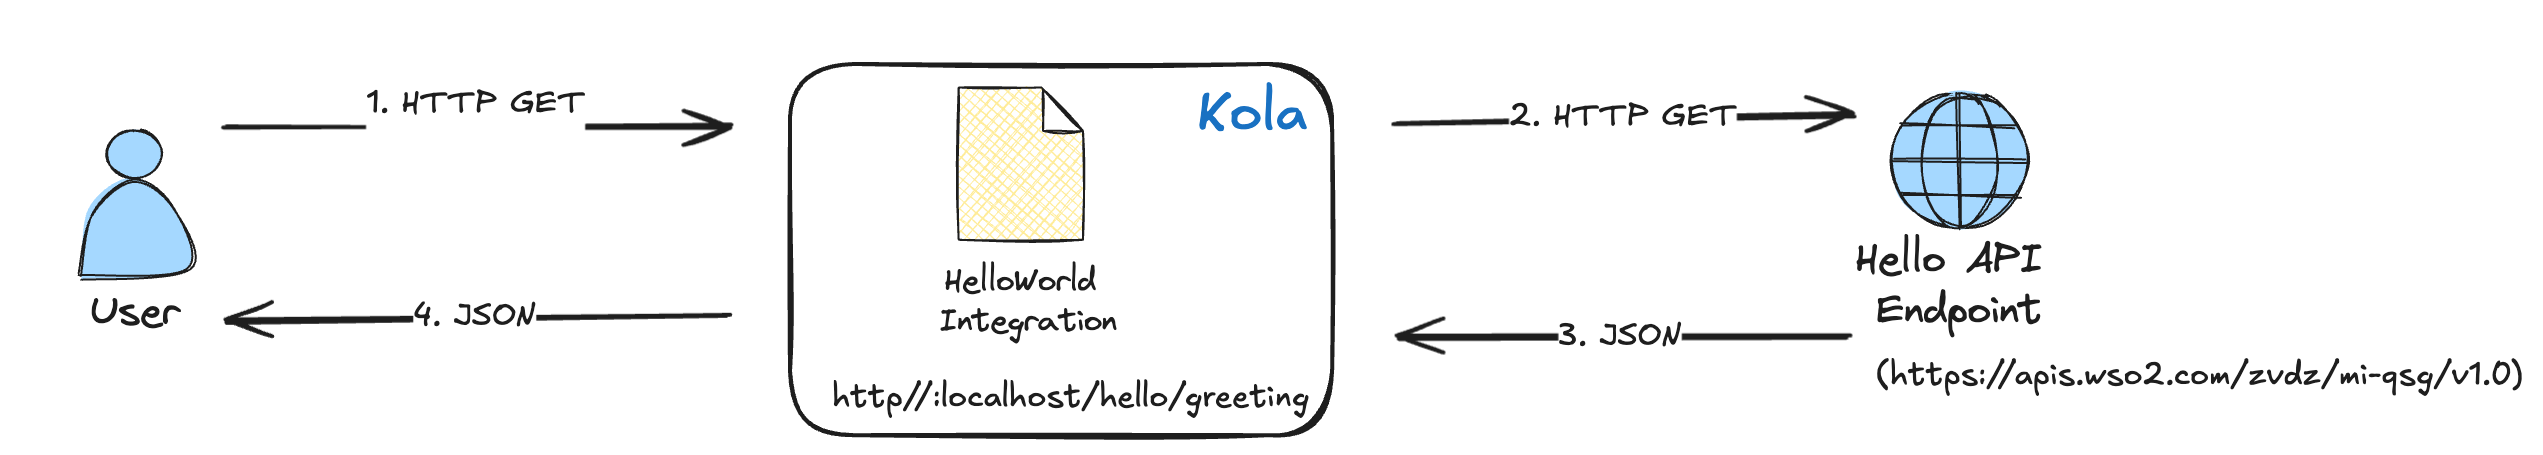 1. HTTP GET
Kola
2. HTTP GET
HelloWorld
Integration
Hello API
Endpoint
User
4. JSON
3. JSON
http//:localhost/hello/greeting
(https://apis.wso2.com/zvdz/mi-qsg/v1.0)